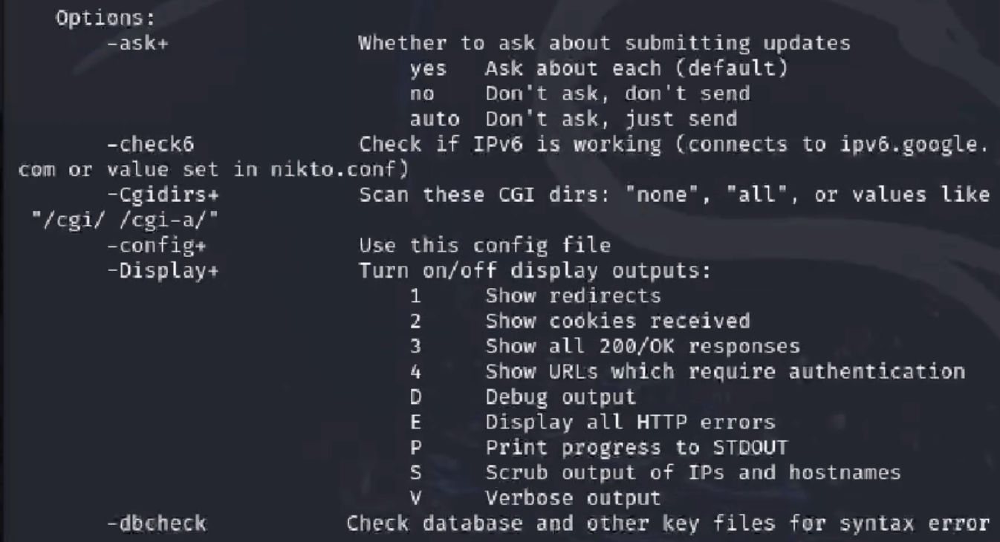 Options:
-ask+ Whether to ask about submitting updates
yes Ask about each (default)
no Don't ask, don't send
auto Don't ask, just send
-check6 Check if IPv6 is working (connects to ipv6.google.
com or value set in nikto.conf)
-Cgidirs+ Scan these CGI dirs: "none", "all", or values like
"/cgi/ /cgi-a/"
-config+ Use this config file
-Display+ Turn on/off display outputs:
1 Show redirects
2 Show cookies received
3 Show all 200/OK responses
4 Show URLs which require authentication
D Debug output
E Display all HTTP errors
P Print progress to STDOUT
S Scrub output of IPs and hostnames
V Verbose output
-dbcheck Check database and other key files for syntax error